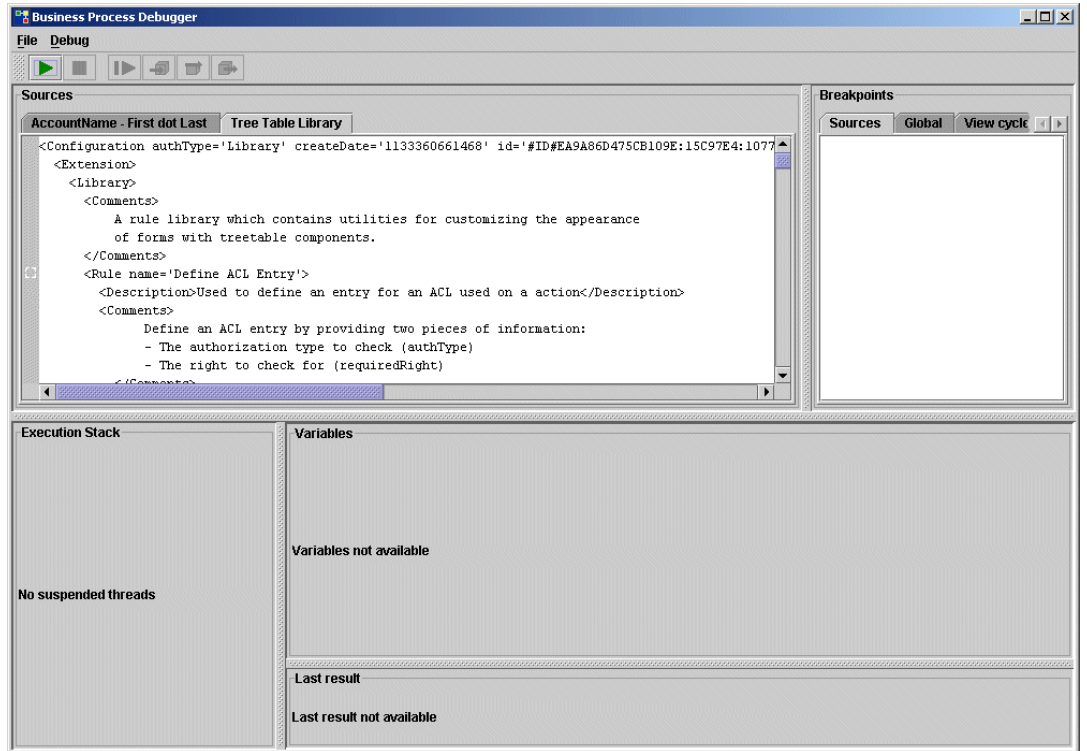 Business Process Debugger
File Debug
Sources
AccountName - First dot Last Tree Table Library
<Configuration authType='Library' createDate='1133360661468' id='#ID#EA9A86D475CB109E:15C97E4:1077
<Extension>
<Library>
<Comments>
A rule library which contains utilities for customizing the appearance
of forms with treetable components.
</Comments>
<Rule name='Define ACL Entry'>
<Description>Used to define an entry for an ACL used on a action</Description>
<Comments>
Define an ACL entry by providing two pieces of information:
- The authorization type to check (authType)
- The right to check for (requiredRight)
</Comments>
Breakpoints
Sources Global View cycle
Execution Stack
No suspended threads
Variables
Variables not available
Last result
Last result not available